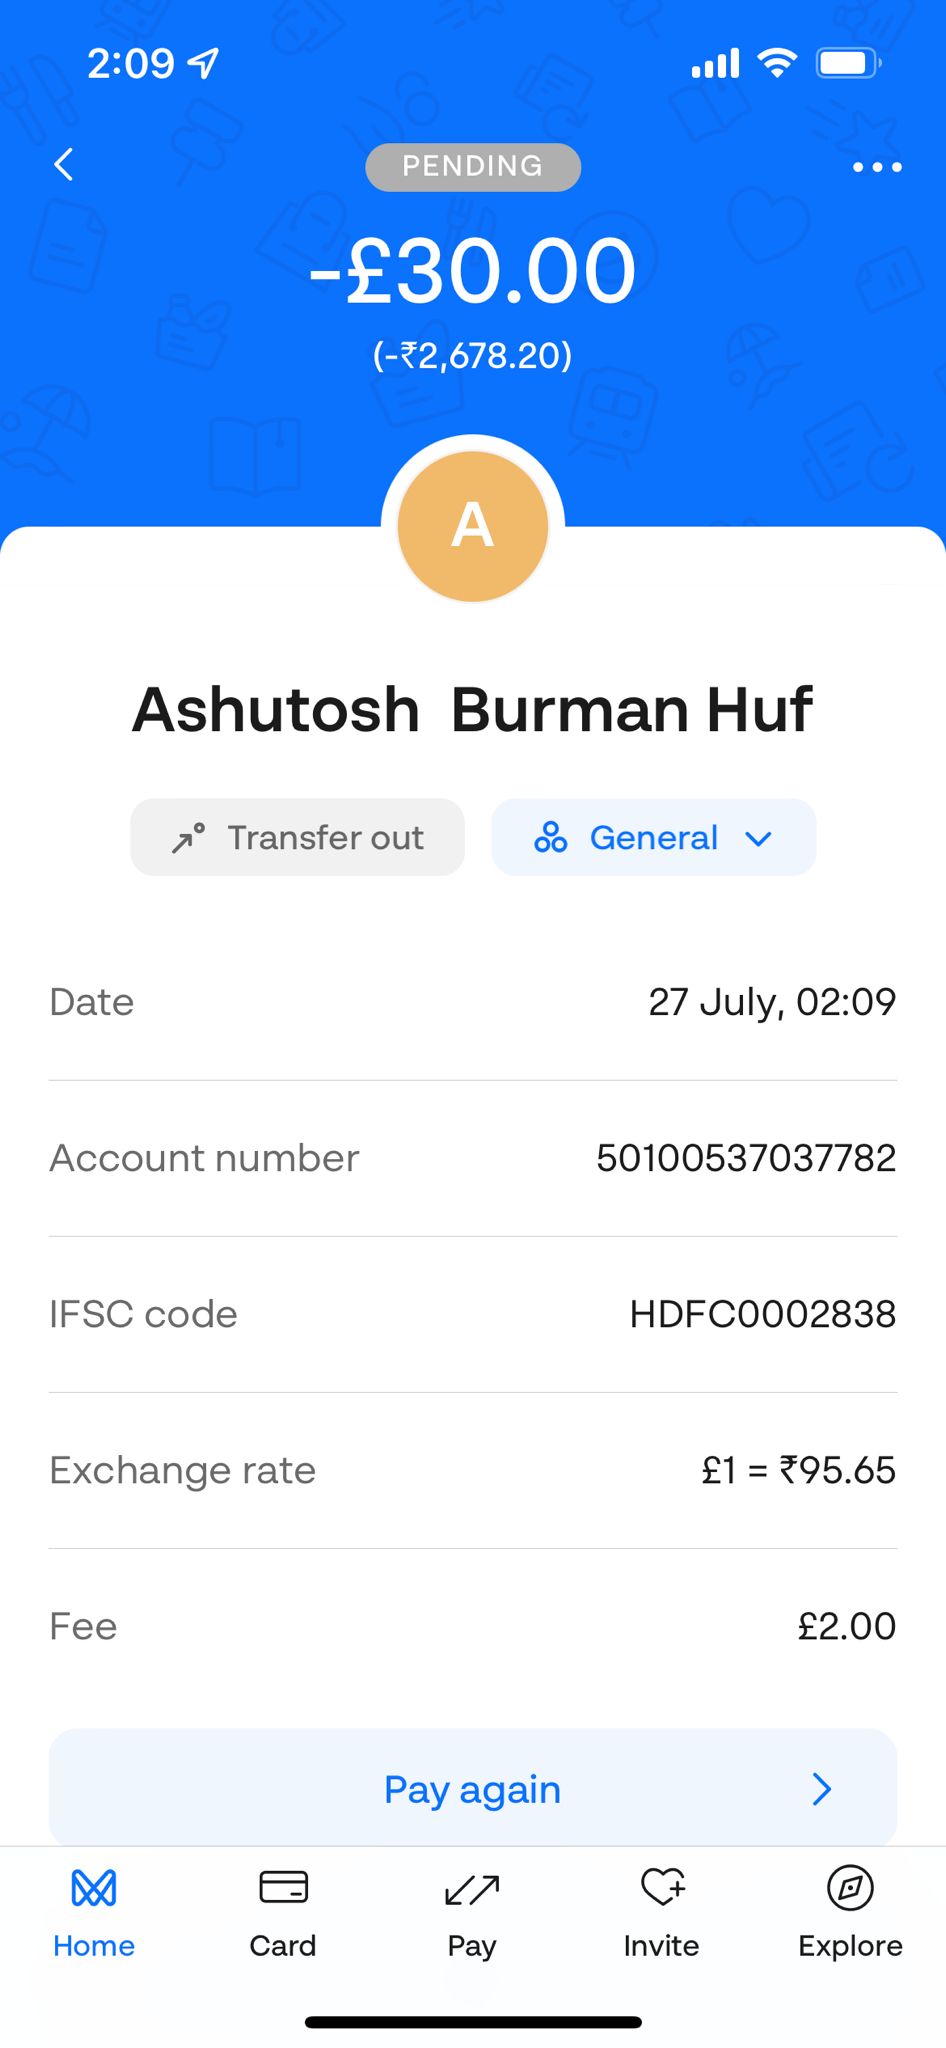 2:09
PENDING
-£30.00
(-₹2,678.20)
A
Ashutosh  Burman Huf
Transfer out
General
Date
27 July, 02:09
Account number
50100537037782
IFSC code
HDFC0002838
Exchange rate
£1 = ₹95.65
Fee
£2.00
Pay again
Home
Card
Pay
Invite
Explore